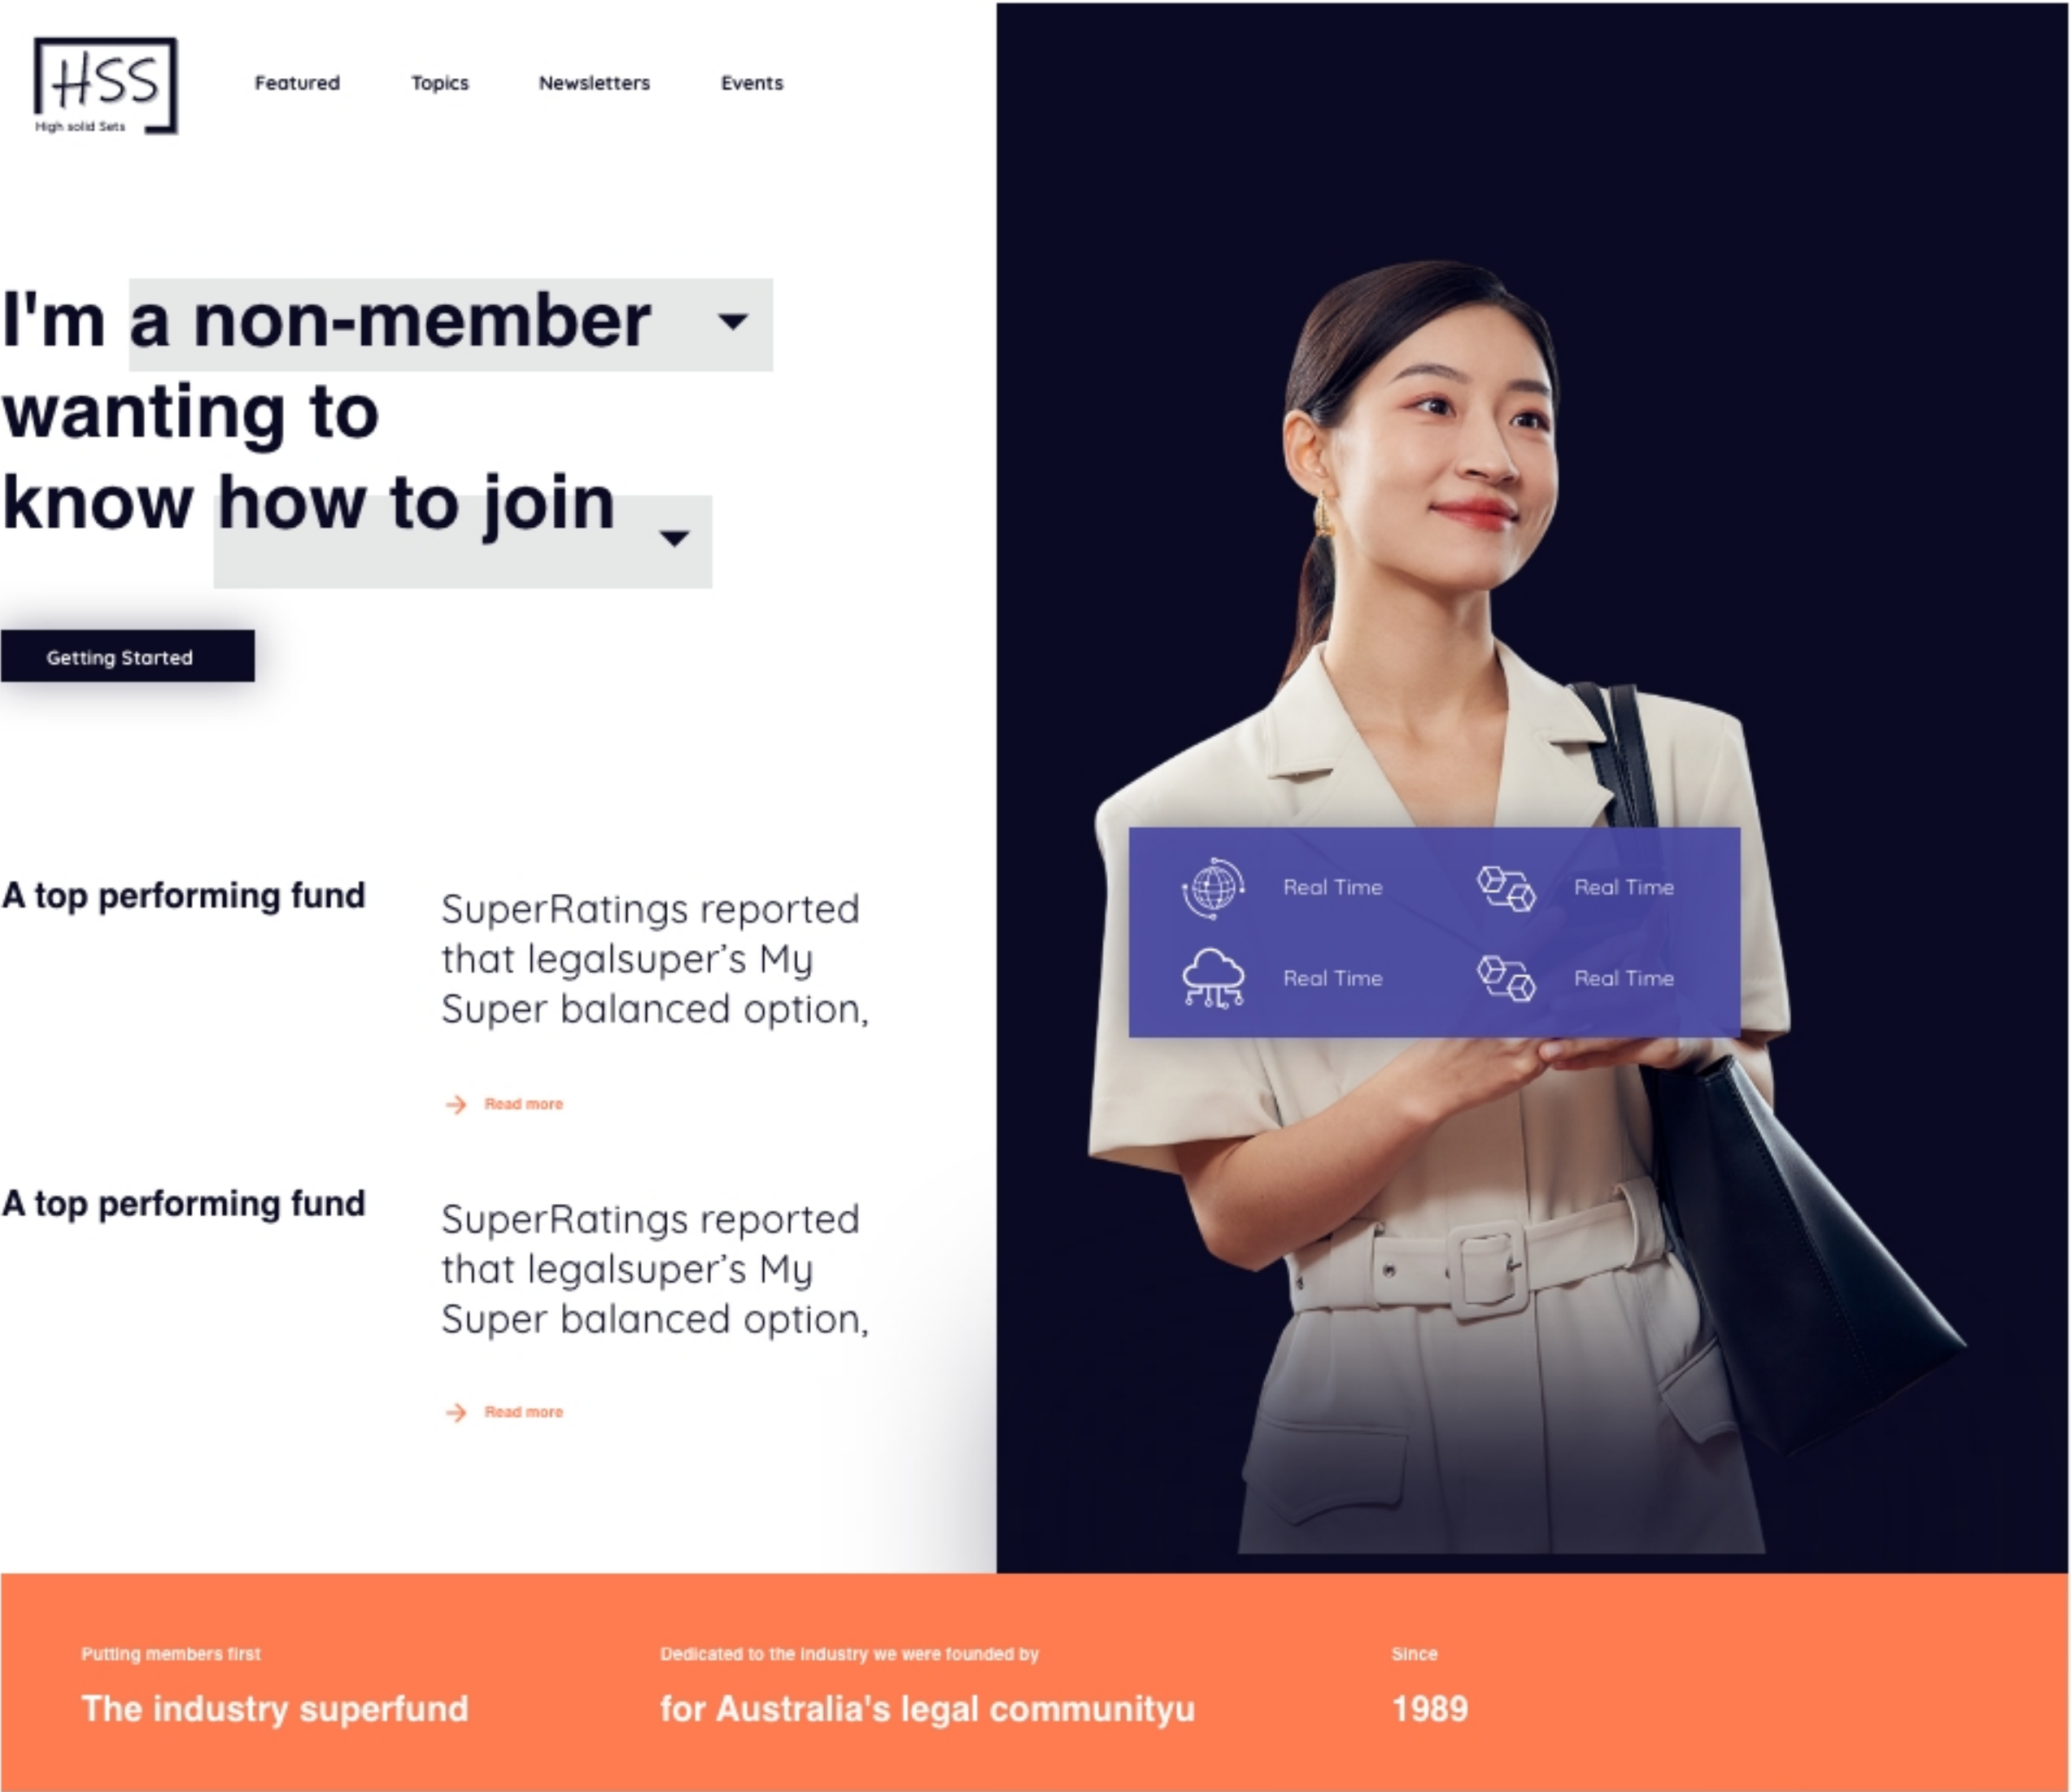 HSS
High solid Sets
Featured
Topics
Newsletters
Events
I'm a non-member
wanting to
know how to join
Getting Started
A top performing fund
SuperRatings reported
that legalsuper’s My
Super balanced option,
Read more
A top performing fund
SuperRatings reported
that legalsuper’s My
Super balanced option,
Read more
Real Time
Real Time
Real Time
Real Time
Putting members first
The industry superfund
Dedicated to the industry we were founded by
for Australia's legal communityu
Since
1989